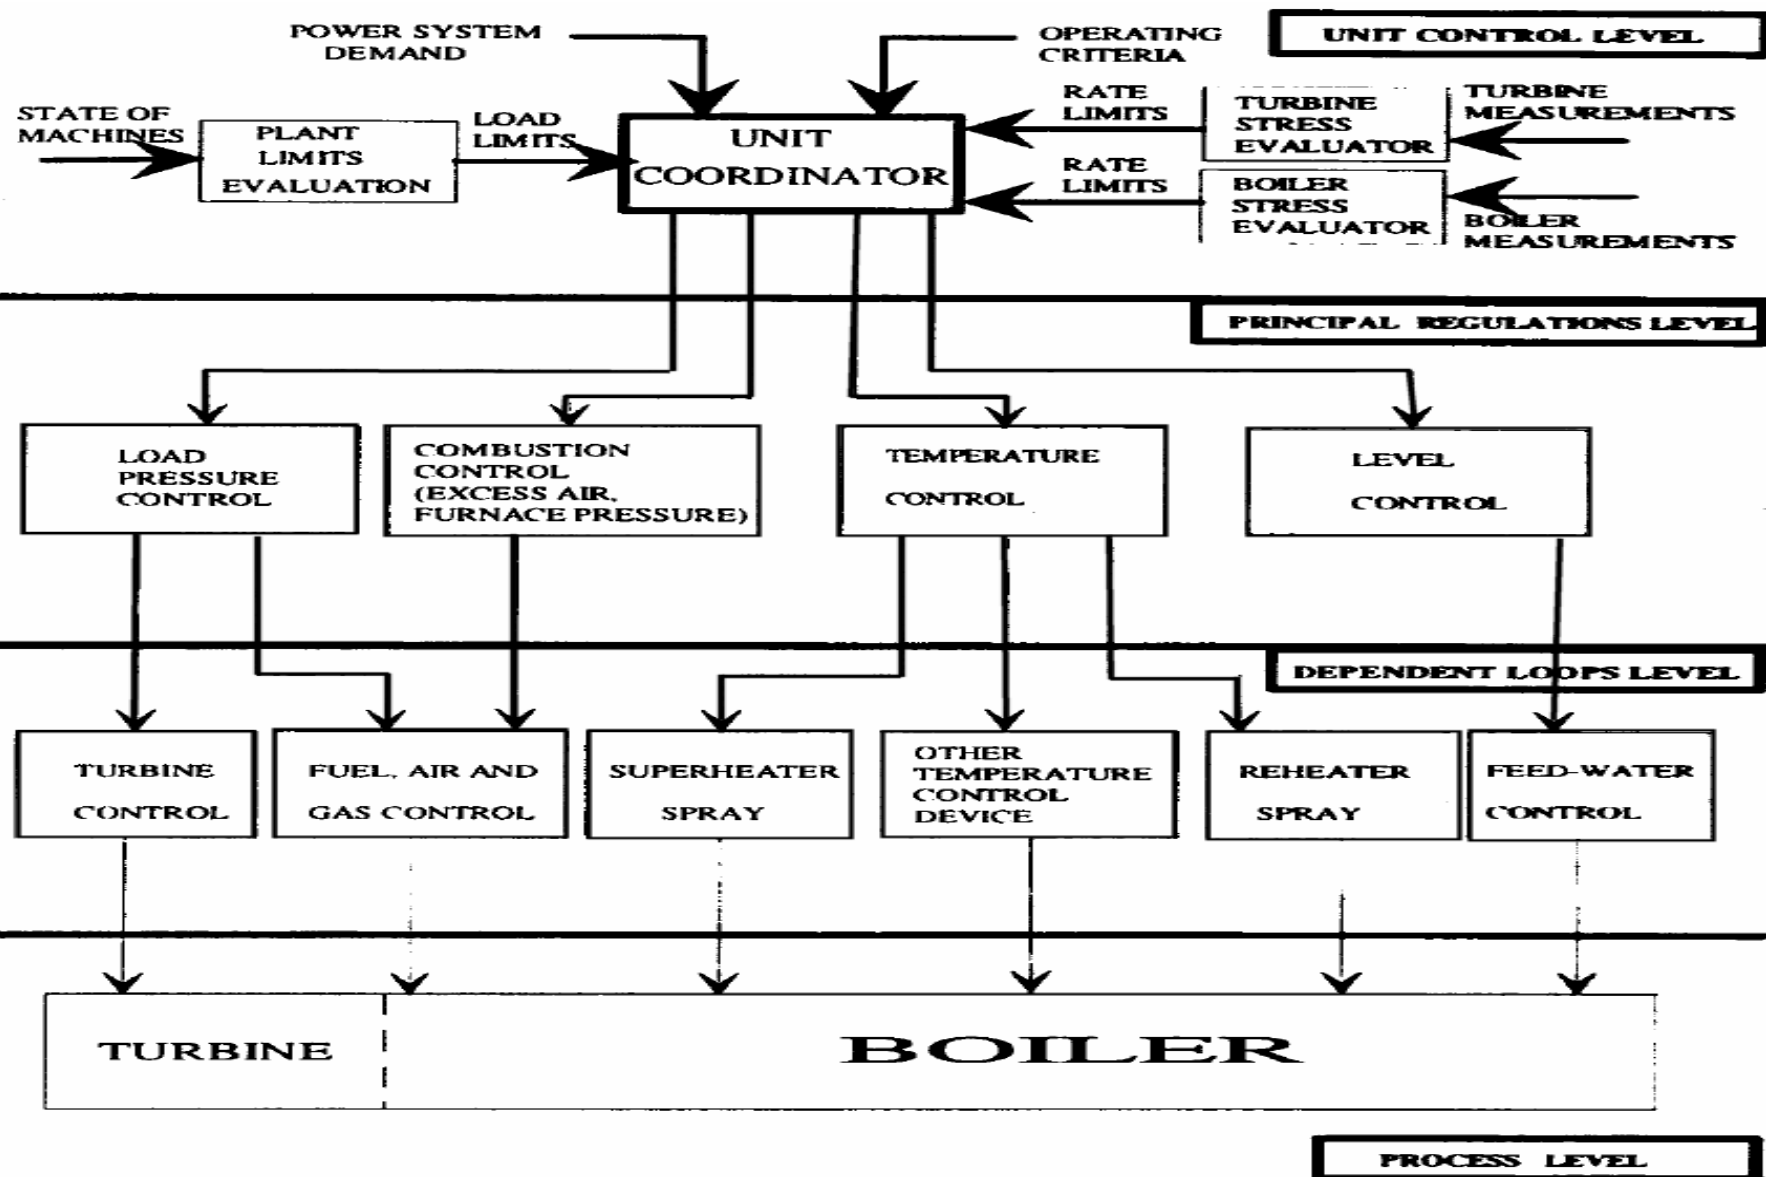 POWER SYSTEM
DEMAND
OPERATING
CRITERIA
UNIT CONTROL LEVEL
STATE OF
MACHINES
PLANT
LIMITS
EVALUATION
LOAD
LIMITS
UNIT
COORDINATOR
RATE
LIMITS
TURBINE
STRESS
EVALUATOR
TURBINE
MEASUREMENTS
RATE
LIMITS
BOILER
STRESS
EVALUATOR
BOILER
MEASUREMENTS
PRINCIPAL REGULATIONS LEVEL
LOAD
PRESSURE
CONTROL
COMBUSTION
CONTROL
(EXCESS AIR,
FURNACE PRESSURE)
TEMPERATURE
CONTROL
LEVEL
CONTROL
DEPENDENT LOOPS LEVEL
TURBINE
CONTROL
FUEL, AIR AND
GAS CONTROL
SUPERHEATER
SPRAY
OTHER
TEMPERATURE
CONTROL
DEVICE
REHEATER
SPRAY
FEED-WATER
CONTROL
TURBINE
BOILER
PROCESS LEVEL